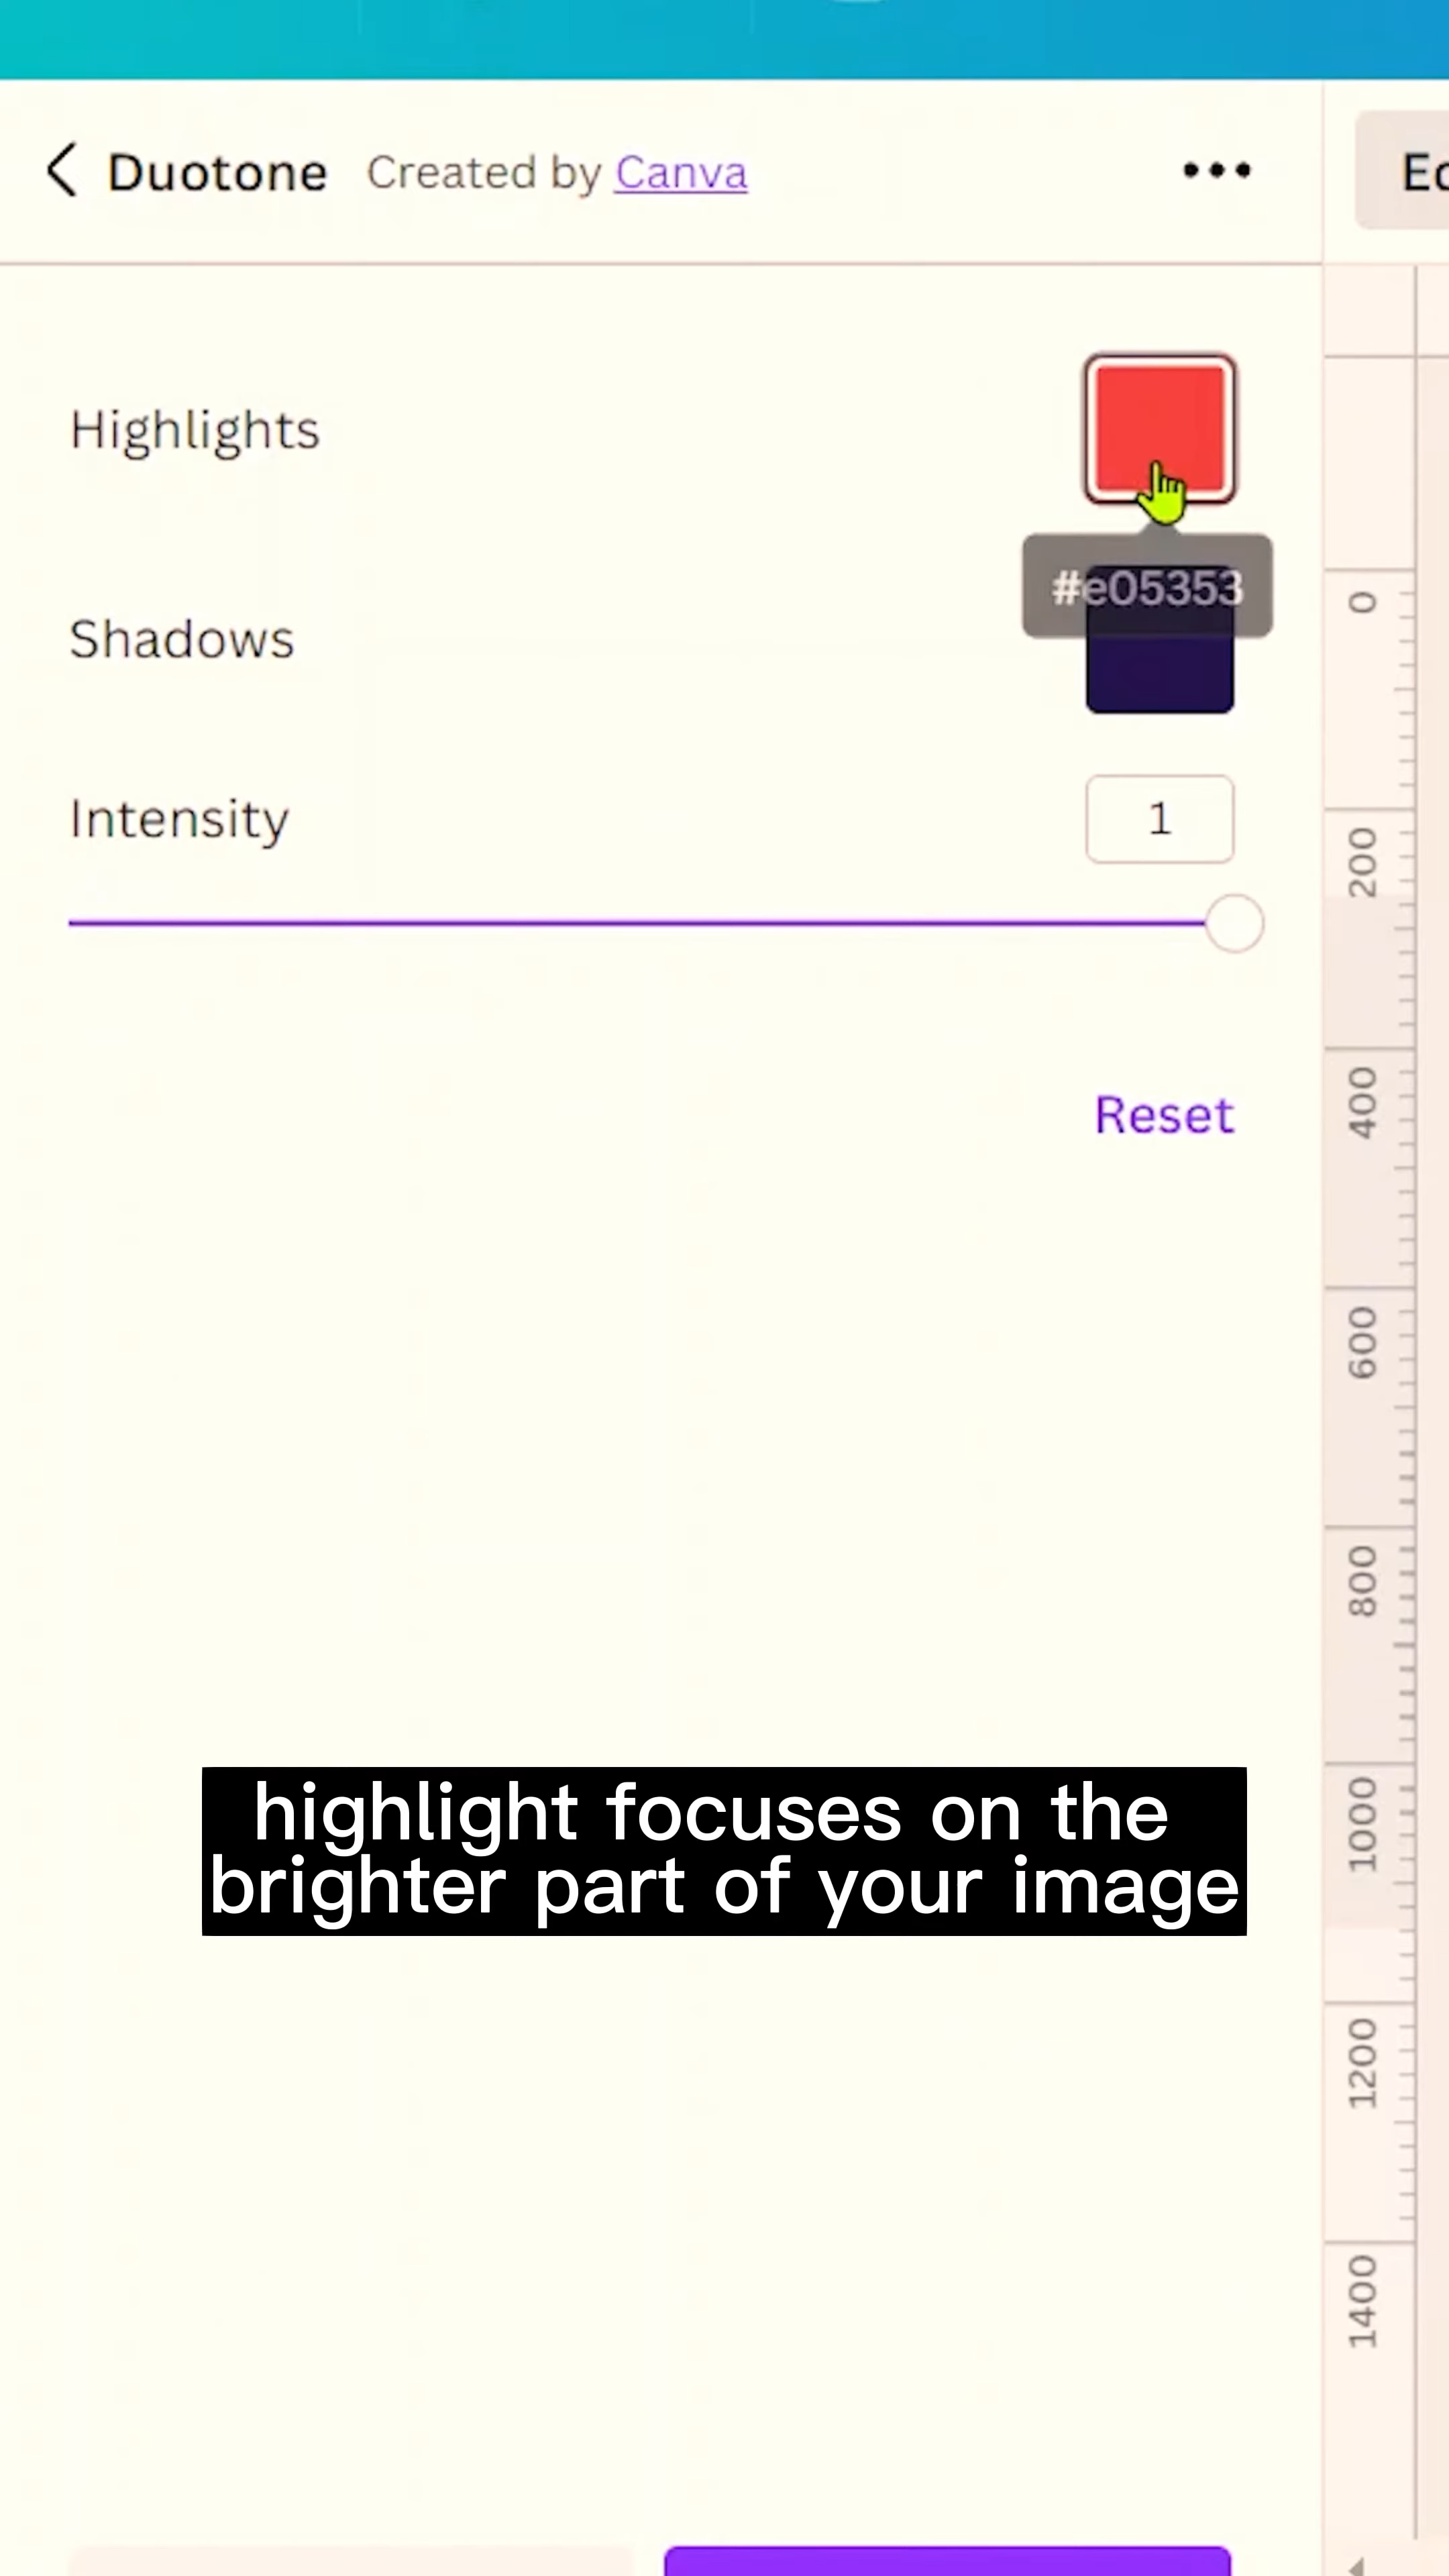 Duotone Created by Canva
Highlights
#e05353
Shadows
Intensity
1
Reset
0
200
400
600
800
1000
1200
1400
highlight focuses on the
brighter part of your image